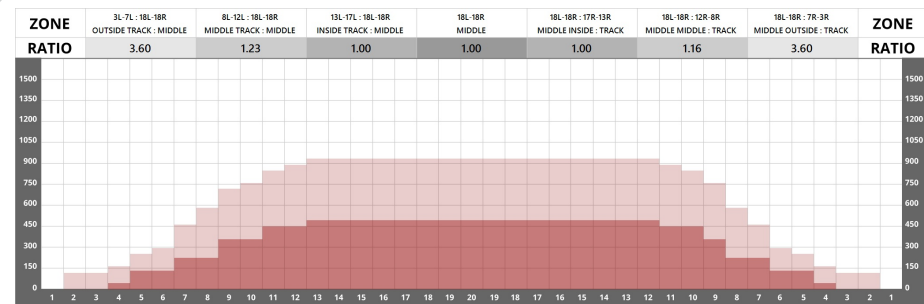 ZONE 3L-7L : 18L-18R 8L-12L : 18L-18R 13L-17L : 18L-18R 18L-18R 18L-18R : 17R-13R 18L-18R : 12R-8R 18L-18R : 7R-3R ZONE
OUTSIDE TRACK : MIDDLE MIDDLE TRACK : MIDDLE INSIDE TRACK : MIDDLE MIDDLE MIDDLE INSIDE : TRACK MIDDLE MIDDLE : TRACK MIDDLE OUTSIDE : TRACK
RATIO 3.60 1.23 1.00 1.00 1.00 1.16 3.60 RATIO
1500 1500
1350 1350
1200 1200
1050 1050
900 900
750 750
600 600
450 450
300 300
150 150
0 0
1 2 3 4 5 6 7 8 9 10 11 12 13 14 15 16 17 18 19 20 19 18 17 16 15 14 13 12 11 10 9 8 7 6 5 4 3 2 1